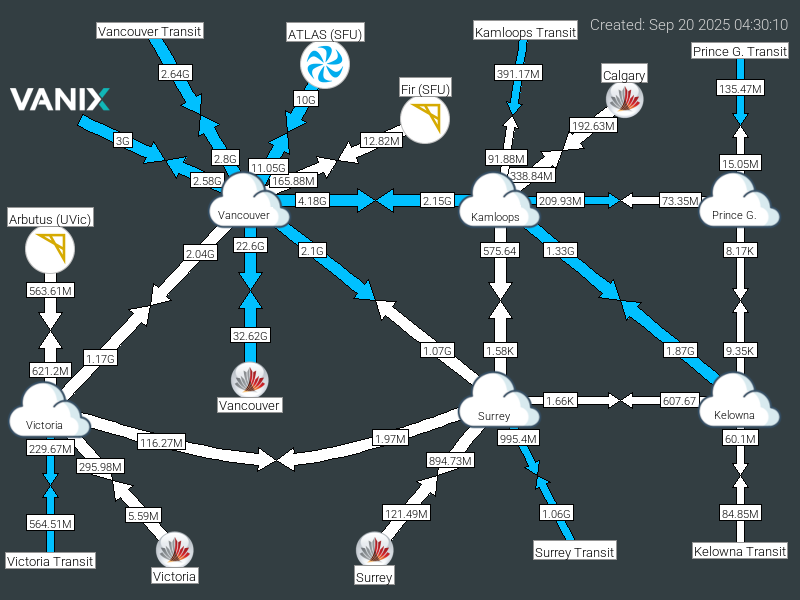 Created: Sep 20 2025 04:30:10
Vancouver Transit
ATLAS (SFU)
Kamloops Transit
Prince G. Transit
2.64G
391.17M
Calgary
Fir (SFU)
135.47M
VANIX
10G
3G
12.82M
192.63M
2.8G
11.05G
91.88M
15.05M
2.58G
165.88M
338.84M
4.18G
2.15G
209.93M
73.35M
Vancouver
Kamloops
Prince G.
Arbutus (UVic)
2.04G
22.6G
2.1G
575.64
1.33G
8.17K
563.61M
32.62G
1.17G
1.07G
1.58K
1.87G
9.35K
621.2M
Vancouver
1.66K
607.67
Victoria
Surrey
Kelowna
229.67M
116.27M
1.97M
995.4M
60.1M
295.98M
894.73M
564.51M
5.59M
121.49M
1.06G
84.85M
Victoria Transit
Victoria
Surrey
Surrey Transit
Kelowna Transit